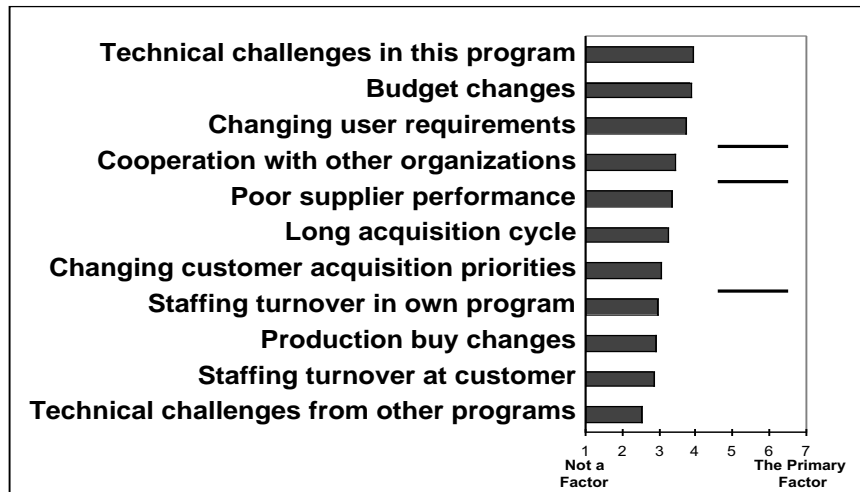 Technical challenges in this program
Budget changes
Changing user requirements
Cooperation with other organizations
Poor supplier performance
Long acquisition cycle
Changing customer acquisition priorities
Staffing turnover in own program
Production buy changes
Staffing turnover at customer
Technical challenges from other programs
1 2 3 4 5 6 7
Not a The Primary
Factor Factor